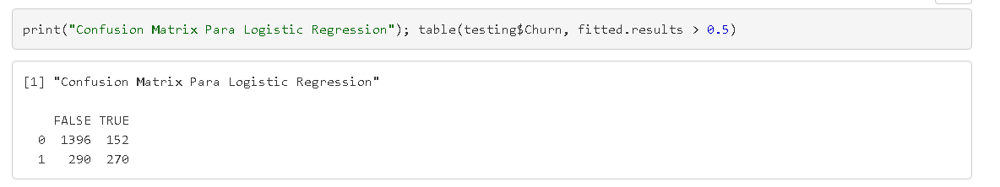 print("Confusion Matrix Para Logistic Regression"); table(testing$Churn, fitted.results > 0.5)
[1] "Confusion Matrix Para Logistic Regression"
FALSE TRUE
0 1396 152
1 290 270